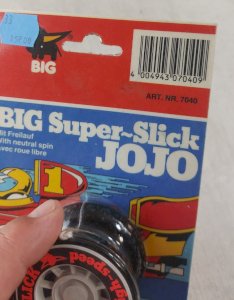 BIG
4 004943 070409
ART. NR. 7040
BIG Super-Slick
JOJO
Mit Freilauf
With neutral spin
avec roue libre
1